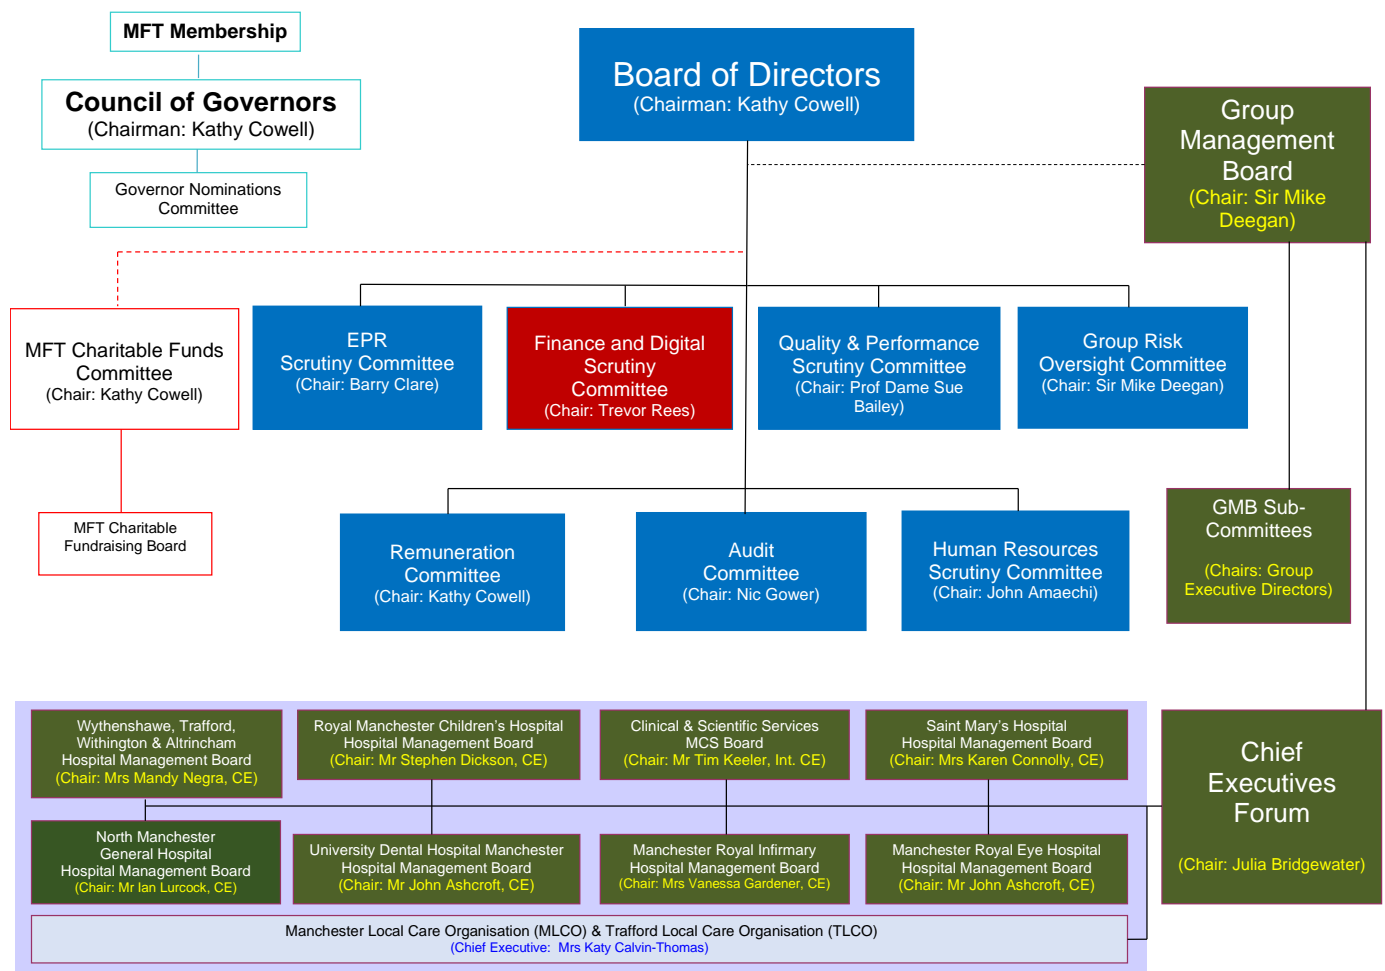 MFT Membership
Council of Governors
(Chairman: Kathy Cowell)
Governor Nominations
Committee
Board of Directors
(Chairman: Kathy Cowell)
Group
Management
Board
(Chair: Sir Mike
Deegan)
MFT Charitable Funds
Committee
(Chair: Kathy Cowell)
EPR
Scrutiny Committee
(Chair: Barry Clare)
Finance and Digital
Scrutiny
Committee
(Chair: Trevor Rees)
Quality & Performance
Scrutiny Committee
(Chair: Prof Dame Sue
Bailey)
Group Risk
Oversight Committee
(Chair: Sir Mike Deegan)
MFT Charitable
Fundraising Board
Remuneration
Committee
(Chair: Kathy Cowell)
Audit
Committee
(Chair: Nic Gower)
Human Resources
Scrutiny Committee
(Chair: John Amaechi)
GMB Sub-
Committees
(Chairs: Group
Executive Directors)
Wythenshawe, Trafford,
Withington & Altrincham
Hospital Management Board
(Chair: Mrs Mandy Negra, CE)
Royal Manchester Children's Hospital
Hospital Management Board
(Chair: Mr Stephen Dickson, CE)
Clinical & Scientific Services
MCS Board
(Chair: Mr Tim Keeler, Int. CE)
Saint Mary's Hospital
Hospital Management Board
(Chair: Mrs Karen Connolly, CE)
North Manchester
General Hospital
Hospital Management Board
(Chair: Mr Ian Lurcock, CE)
University Dental Hospital Manchester
Hospital Management Board
(Chair: Mr John Ashcroft, CE)
Manchester Royal Infirmary
Hospital Management Board
(Chair: Mrs Vanessa Gardener, CE)
Manchester Royal Eye Hospital
Hospital Management Board
(Chair: Mr John Ashcroft, CE)
Chief
Executives
Forum
(Chair: Julia Bridgewater)
Manchester Local Care Organisation (MLCO) & Trafford Local Care Organisation (TLCO)
(Chief Executive: Mrs Katy Calvin-Thomas)